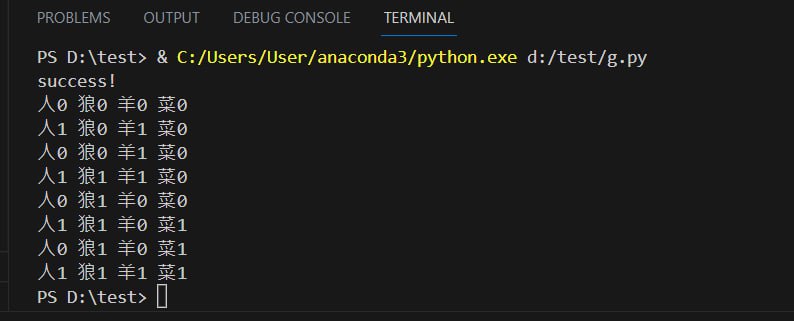 PROBLEMS OUTPUT DEBUG CONSOLE TERMINAL
PS D:\test> & C:/Users/User/anaconda3/python.exe d:/test/g.py
success!
人0 狼0 羊0 菜0
人1 狼0 羊1 菜0
人0 狼0 羊1 菜0
人1 狼1 羊1 菜0
人0 狼1 羊0 菜0
人1 狼1 羊0 菜1
人0 狼1 羊0 菜1
人1 狼1 羊1 菜1
PS D:\test>